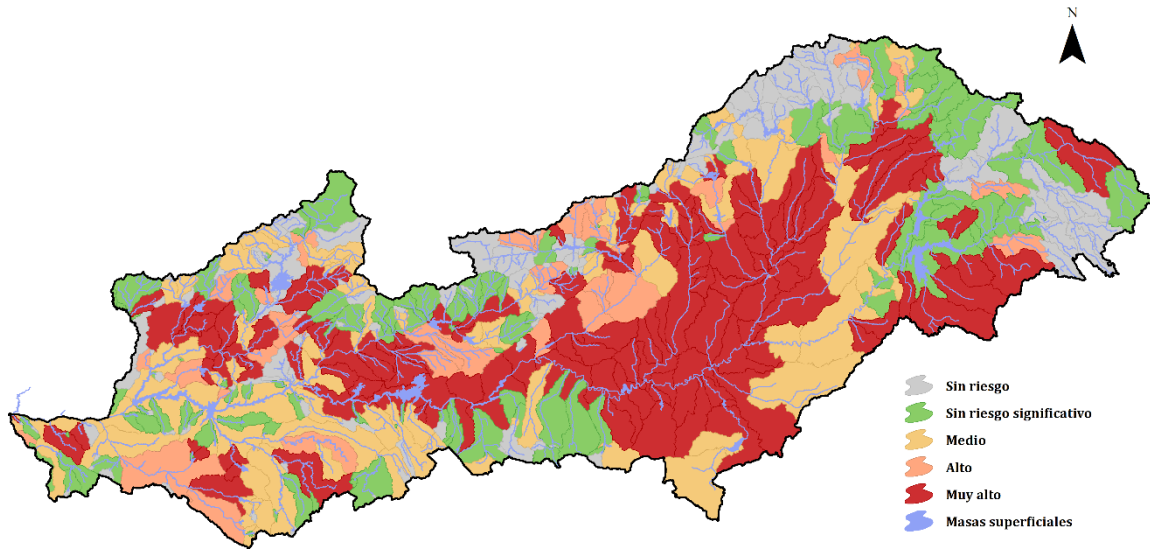 N
Sin riesgo
Sin riesgo significativo
Medio
Alto
Muy alto
Masas superficiales